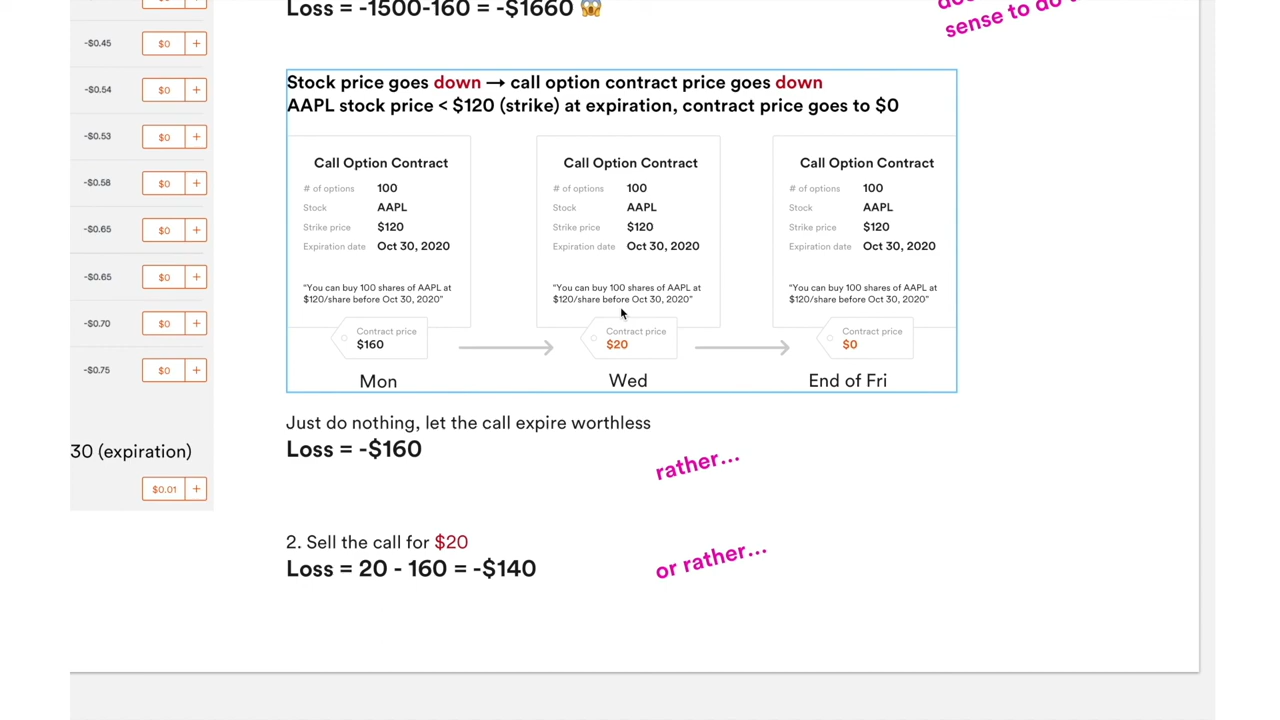 Loss = -1500-160 = -$1660 😱
sense to do
-$0.45 $0 +
-$0.54 $0 +
-$0.53 $0 +
-$0.58 $0 +
-$0.65 $0 +
-$0.65 $0 +
-$0.70 $0 +
-$0.75 $0 +
30 (expiration)
$0.01 +
Stock price goes down → call option contract price goes down
AAPL stock price < $120 (strike) at expiration, contract price goes to $0
Call Option Contract
# of options 100
Stock AAPL
Strike price $120
Expiration date Oct 30, 2020
"You can buy 100 shares of AAPL at
$120/share before Oct 30, 2020"
Contract price
$160
Mon
Call Option Contract
# of options 100
Stock AAPL
Strike price $120
Expiration date Oct 30, 2020
"You can buy 100 shares of AAPL at
$120/share before Oct 30, 2020"
Contract price
$20
Wed
Call Option Contract
# of options 100
Stock AAPL
Strike price $120
Expiration date Oct 30, 2020
"You can buy 100 shares of AAPL at
$120/share before Oct 30, 2020"
Contract price
$0
End of Fri
Just do nothing, let the call expire worthless
Loss = -$160
rather...
2. Sell the call for $20
Loss = 20 - 160 = -$140
or rather...